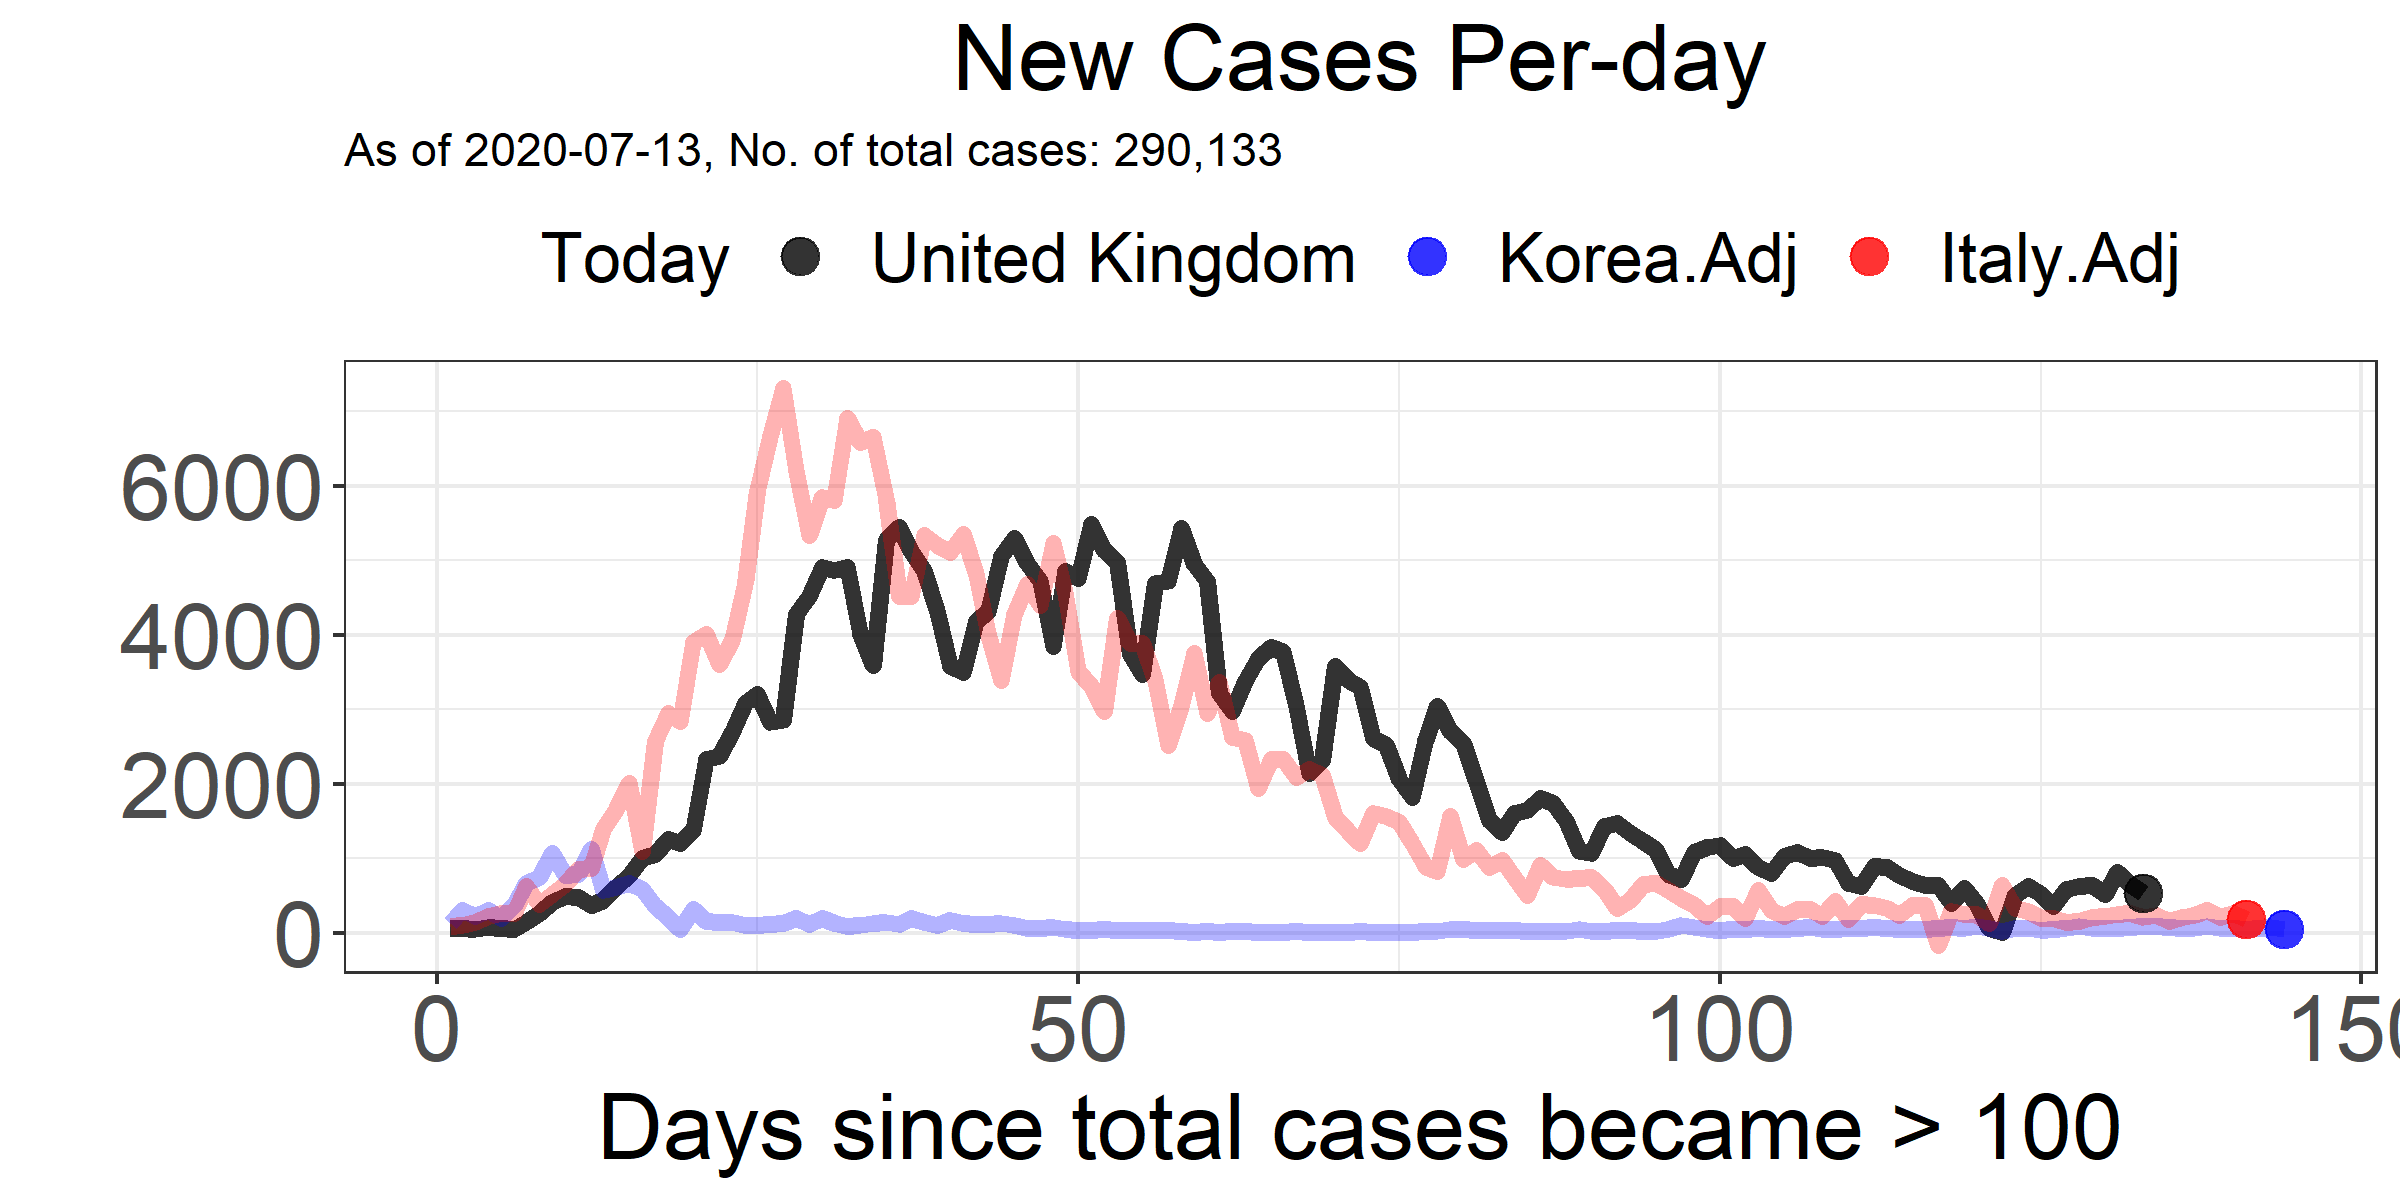 New Cases Per-day
As of 2020-07-13, No. of total cases: 290,133
Today United Kingdom Korea.Adj Italy.Adj
6000
4000
2000
0
0 50 100 150
Days since total cases became > 100